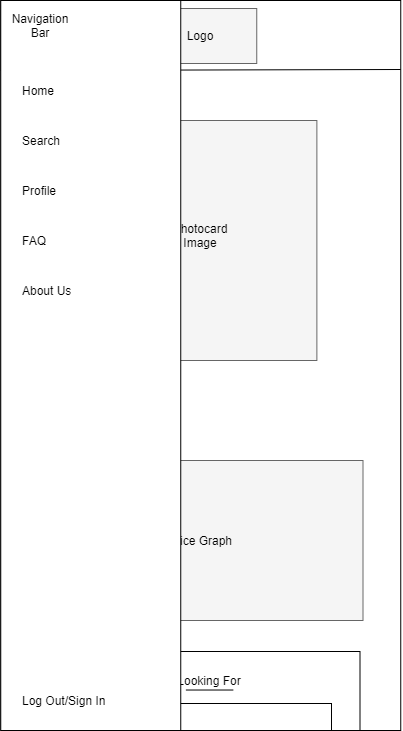 Navigation
Bar
Logo
Home
Search
Profile
hotocard
Image
FAQ
About Us
ice Graph
Looking For
Log Out/Sign In